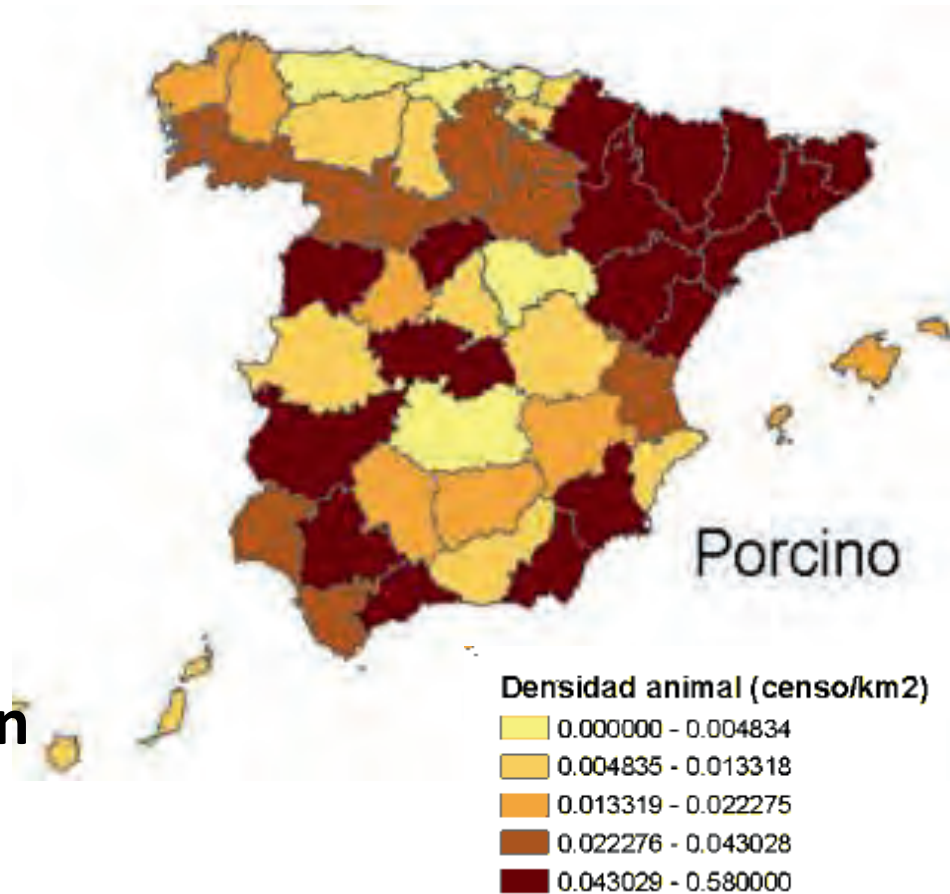 Porcino
n
Densidad animal (censo/km2)
0.000000 - 0.004834
0.004835 - 0.013318
0.013319 - 0.022275
0.022276 - 0.043028
0.043029 - 0.580000